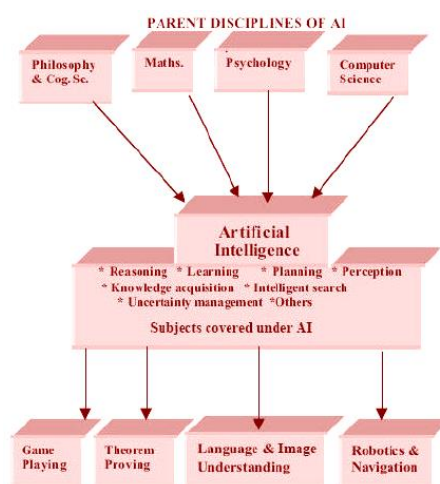 PARENT DISCIPLINES OF AI
Philosophy
& Cog. Sc.
Maths.
Psychology
Computer
Science
Artificial
Intelligence
* Reasoning * Learning * Planning * Perception
* Knowledge acquisition * Intelligent search
* Uncertainty management *Others
Subjects covered under AI
Game
Playing
Theorem
Proving
Language & Image
Understanding
Robotics &
Navigation